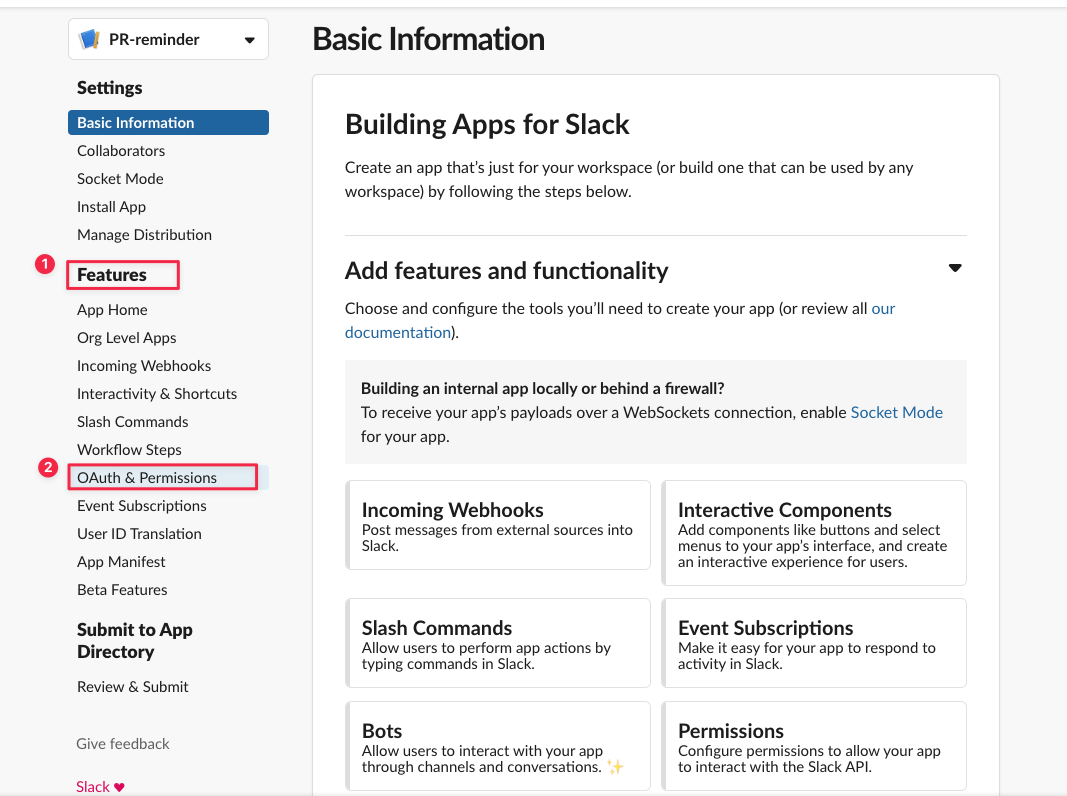 PR-reminder
Settings
Basic Information
Collaborators
Socket Mode
Install App
Manage Distribution
1
Features
App Home
Org Level Apps
Incoming Webhooks
Interactivity & Shortcuts
Slash Commands
Workflow Steps
2
OAuth & Permissions
Event Subscriptions
User ID Translation
App Manifest
Beta Features
Submit to App
Directory
Review & Submit
Give feedback
Slack ♥
Basic Information
Building Apps for Slack
Create an app that’s just for your workspace (or build one that can be used by any
workspace) by following the steps below.
Add features and functionality
Choose and configure the tools you’ll need to create your app (or review all our
documentation).
Building an internal app locally or behind a firewall?
To receive your app’s payloads over a WebSockets connection, enable Socket Mode
for your app.
Incoming Webhooks
Post messages from external sources into
Slack.
Interactive Components
Add components like buttons and select
menus to your app’s interface, and create
an interactive experience for users.
Slash Commands
Allow users to perform app actions by
typing commands in Slack.
Event Subscriptions
Make it easy for your app to respond to
activity in Slack.
Bots
Allow users to interact with your app
through channels and conversations. ✨
Permissions
Configure permissions to allow your app
to interact with the Slack API.